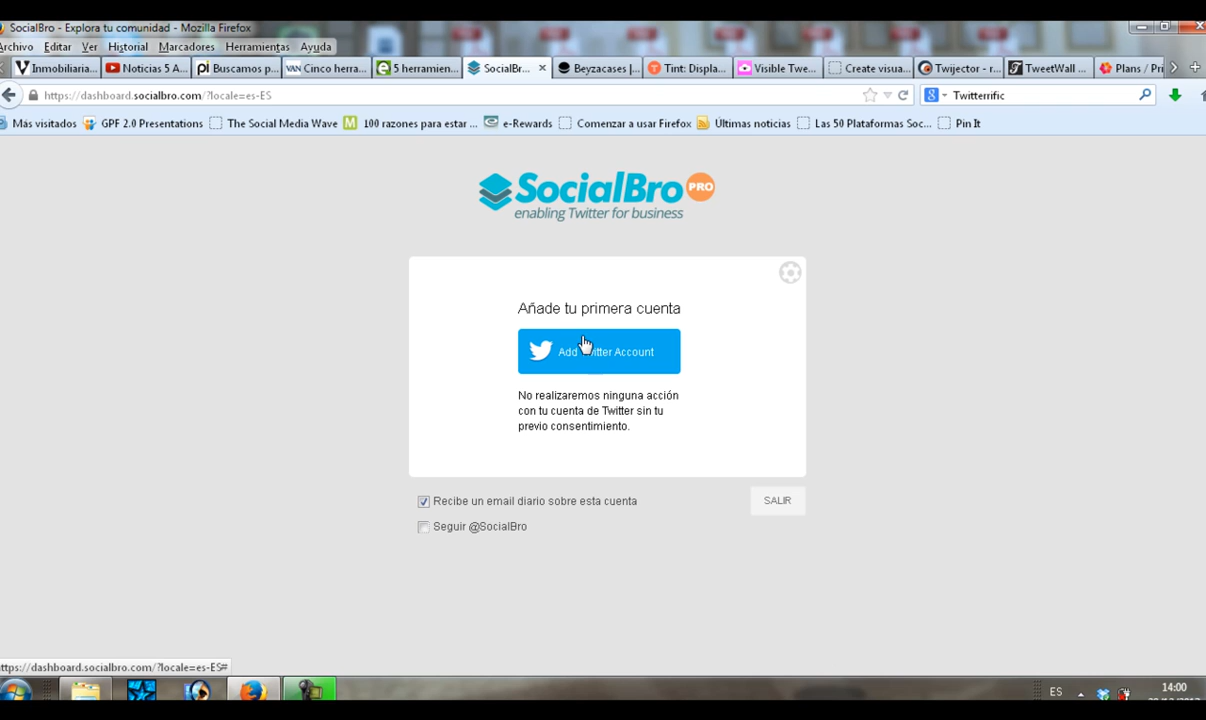 SocialBro - Explora tu comunidad - Mozilla Firefox
Archivo Editar Ver Historial Marcadores Herramientas Ayuda
Inmobiliaria... Noticias 5 A... Buscamos p... VAN Cinco herra... 5 herramien... SocialBr... Beyzacases |... Tint: Displa... Visible Twe... Create visua... Twijector - r... TweetWall ... Plans / Pri
https://dashboard.socialbro.com/?locale=es-ES Twitterrific
Más visitados GPF 2.0 Presentations The Social Media Wave 100 razones para estar ... e-Rewards Comenzar a usar Firefox Últimas noticias Las 50 Plataformas Soc... Pin It
SocialBro PRO
enabling Twitter for business
Añade tu primera cuenta
Add Twitter Account
No realizaremos ninguna acción
con tu cuenta de Twitter sin tu
previo consentimiento.
Recibe un email diario sobre esta cuenta SALIR
Seguir @SocialBro
ttps://dashboard.socialbro.com/?locale=es-ES#
ES 14:00